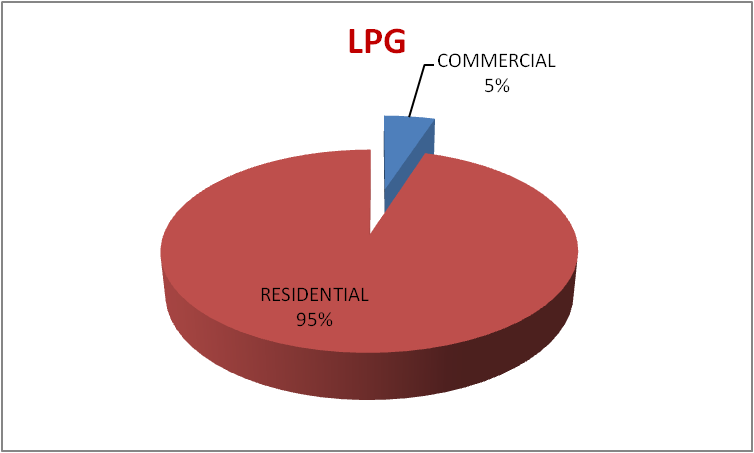 LPG
COMMERCIAL
5%
RESIDENTIAL
95%